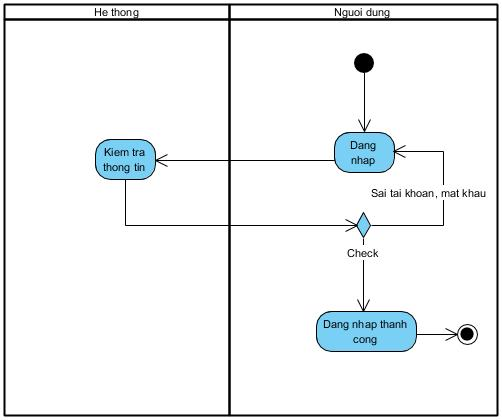 He thong
Nguoi dung
Dang
nhap
Kiem tra
thong tin
Sai tai khoan, mat khau
Check
Dang nhap thanh
cong